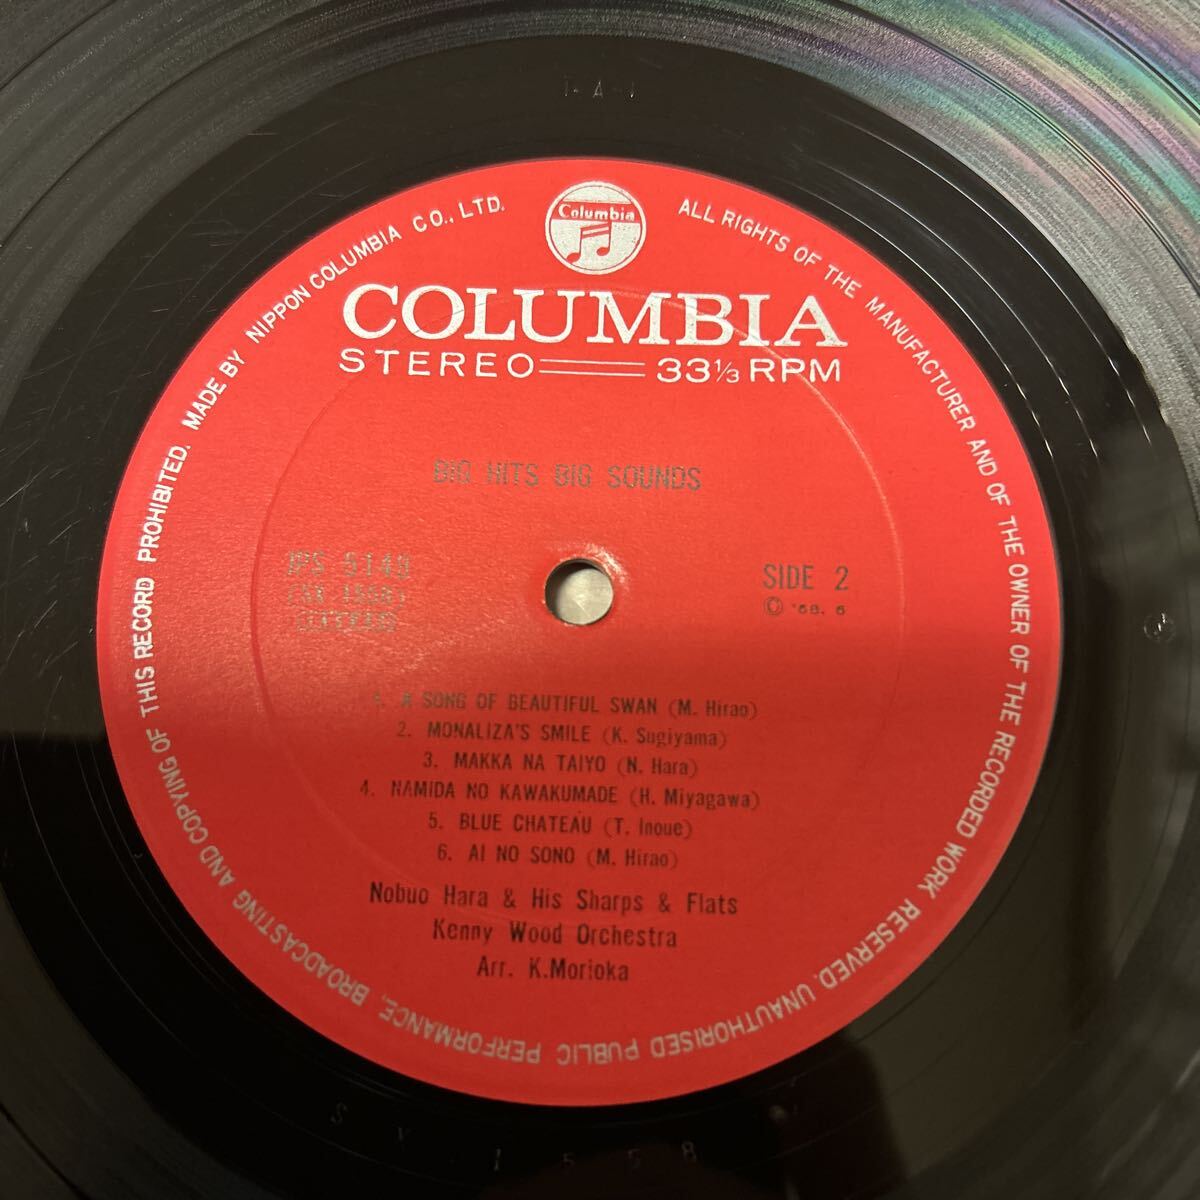 Columbia
COLUMBIA
STEREO 33⅓ RPM
BIG HITS BIG SOUNDS
JPS 5149
SIDE 2
© '68. 6
1. A SONG OF BEAUTIFUL SWAN (M. Hirao)
2. MONALIZA'S SMILE (K. Sugiyama)
3. MAKKA NA TAIYO (N. Hara)
4. NAMIDA NO KAWAKUMADE (H. Miyagawa)
5. BLUE CHATEAU (T. Inoue)
6. AI NO SONO (M. Hirao)
Nobuo Hara & His Sharps & Flats
Kenny Wood Orchestra
Arr. K.Morioka
MADE BY NIPPON COLUMBIA CO., LTD. ALL RIGHTS OF THE MANUFACTURER AND OF THE OWNER OF THE RECORDED WORK RESERVED. UNAUTHORISED PUBLIC PERFORMANCE, BROADCASTING AND COPYING OF THIS RECORD PROHIBITED.